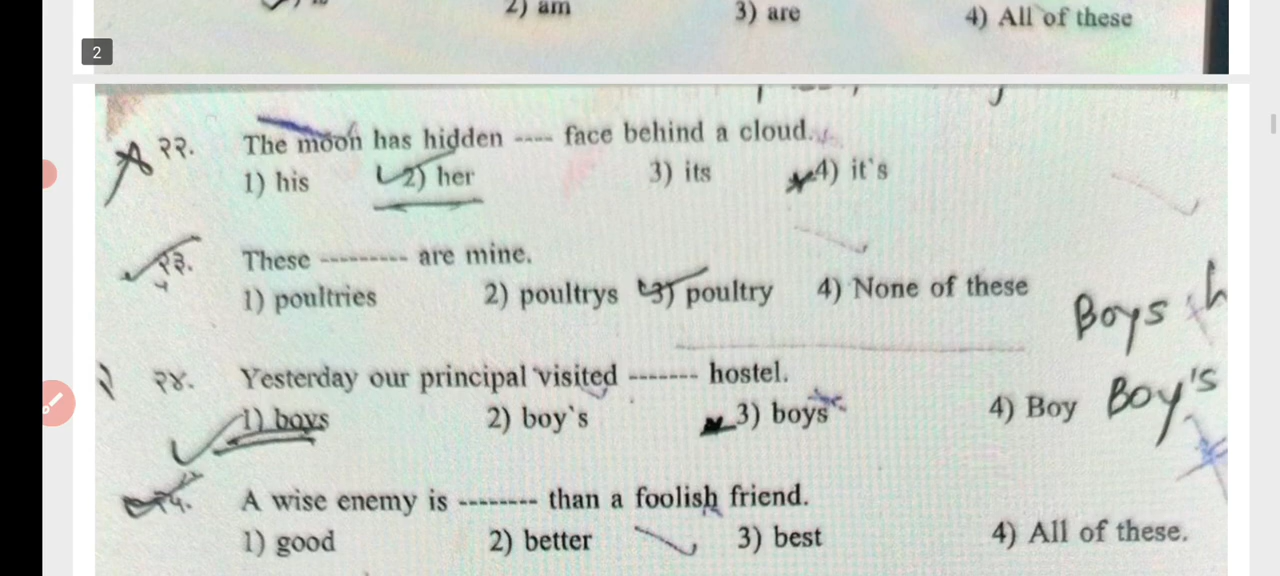 2) am 3) are 4) All of these
2
२२. The moon has hidden ---- face behind a cloud.
1) his 2) her 3) its 4) it`s
२३. These --------- are mine.
1) poultries 2) poultrys 3) poultry 4) None of these
Boys
२४. Yesterday our principal visited ------- hostel.
1) boys 2) boy`s 3) boys 4) Boy Boy's
A wise enemy is -------- than a foolish friend.
1) good 2) better 3) best 4) All of these.